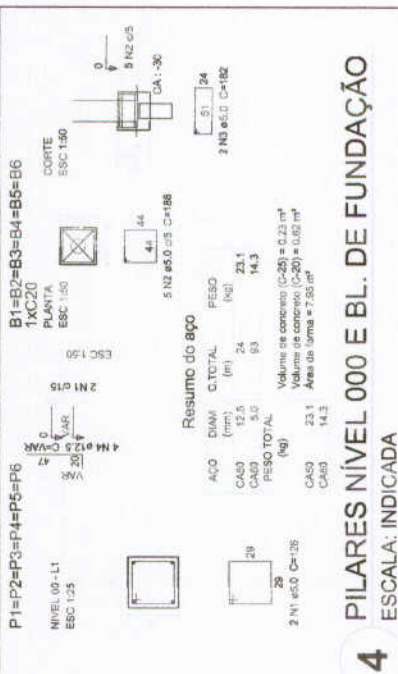 P1=P2=P3=P4=P5=P6
NIVEL 00 - L1
ESC 1:25
47
VAR
20
4 N4 ø12.5 C=VAR
0
VAR
2 N1 c/15
ESC 1:50
29
29
2 N1 ø5.0 C=126
B1=B2=B3=B4=B5=B6
1xC20
PLANTA
ESC 1:50
44
44
5 N2 ø5.0 c/5 C=188
CORTE
ESC 1:50
0
5 N2 c/5
CA: -30
51
24
2 N3 ø5.0 C=182
Resumo do aço
AÇO DIAM C.TOTAL PESO
(mm) (m) (kg)
CA50 12.5 24 23.1
CA60 5.0 93 14.3
PESO TOTAL
(kg)
CA50 23.1
CA60 14.3
Volume de concreto (C-25) = 0.23 m³
Volume de concreto (C-20) = 0.62 m³
Área de forma = 7.95 m²
4 PILARES NÍVEL 000 E BL. DE FUNDAÇÃO
ESCALA: INDICADA